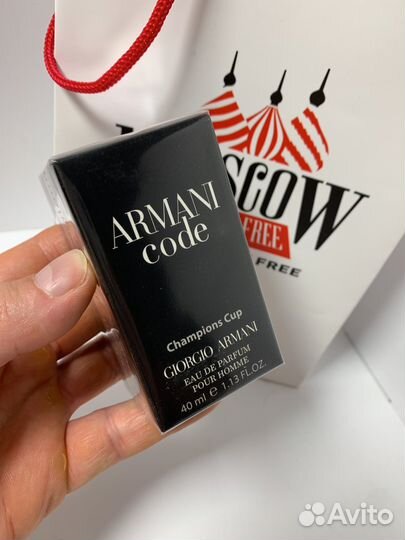 ARMANI
code
Champions Cup
GIORGIO ARMANI
EAU DE PARFUM
POUR HOMME
40 ml e 1.13 FL.OZ.
FREE
FREE
Avito